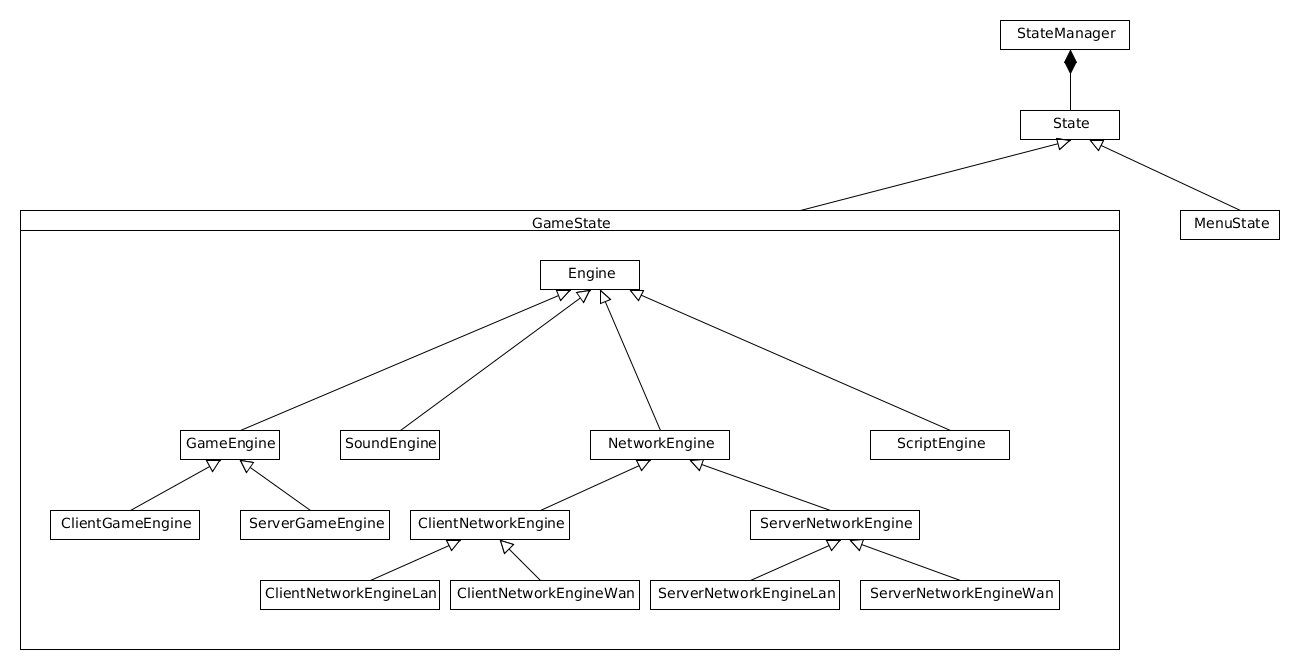 StateManager
State
GameState
MenuState
Engine
GameEngine
SoundEngine
NetworkEngine
ScriptEngine
ClientGameEngine
ServerGameEngine
ClientNetworkEngine
ServerNetworkEngine
ClientNetworkEngineLan
ClientNetworkEngineWan
ServerNetworkEngineLan
ServerNetworkEngineWan